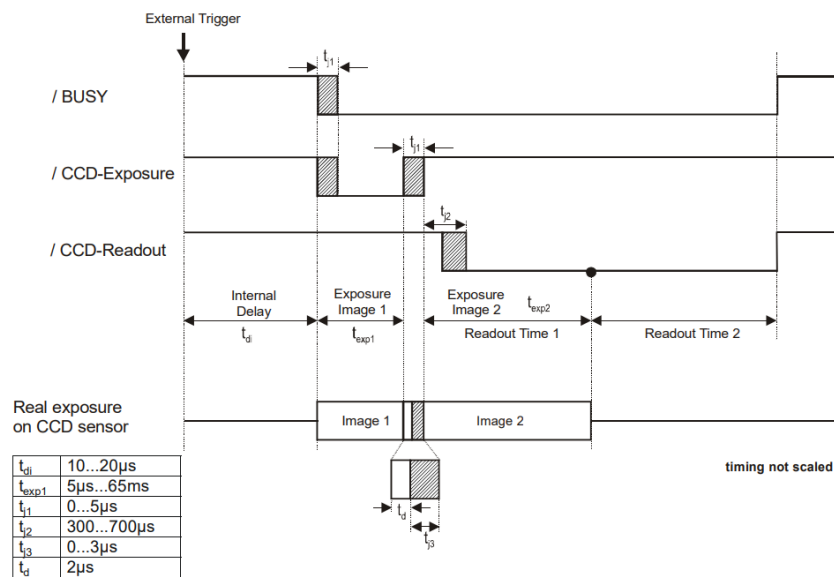 External Trigger
tj1
/ BUSY
tj1
/ CCD-Exposure
tj2
/ CCD-Readout
Internal
Delay
tdi
Exposure
Image 1
texp1
Exposure
Image 2
texp2
Readout Time 1
Readout Time 2
Real exposure
on CCD sensor
Image 1
Image 2
td
tj3
timing not scaled
tdi 10...20µs
texp1 5µs...65ms
tj1 0...5µs
tj2 300...700µs
tj3 0...3µs
td 2µs